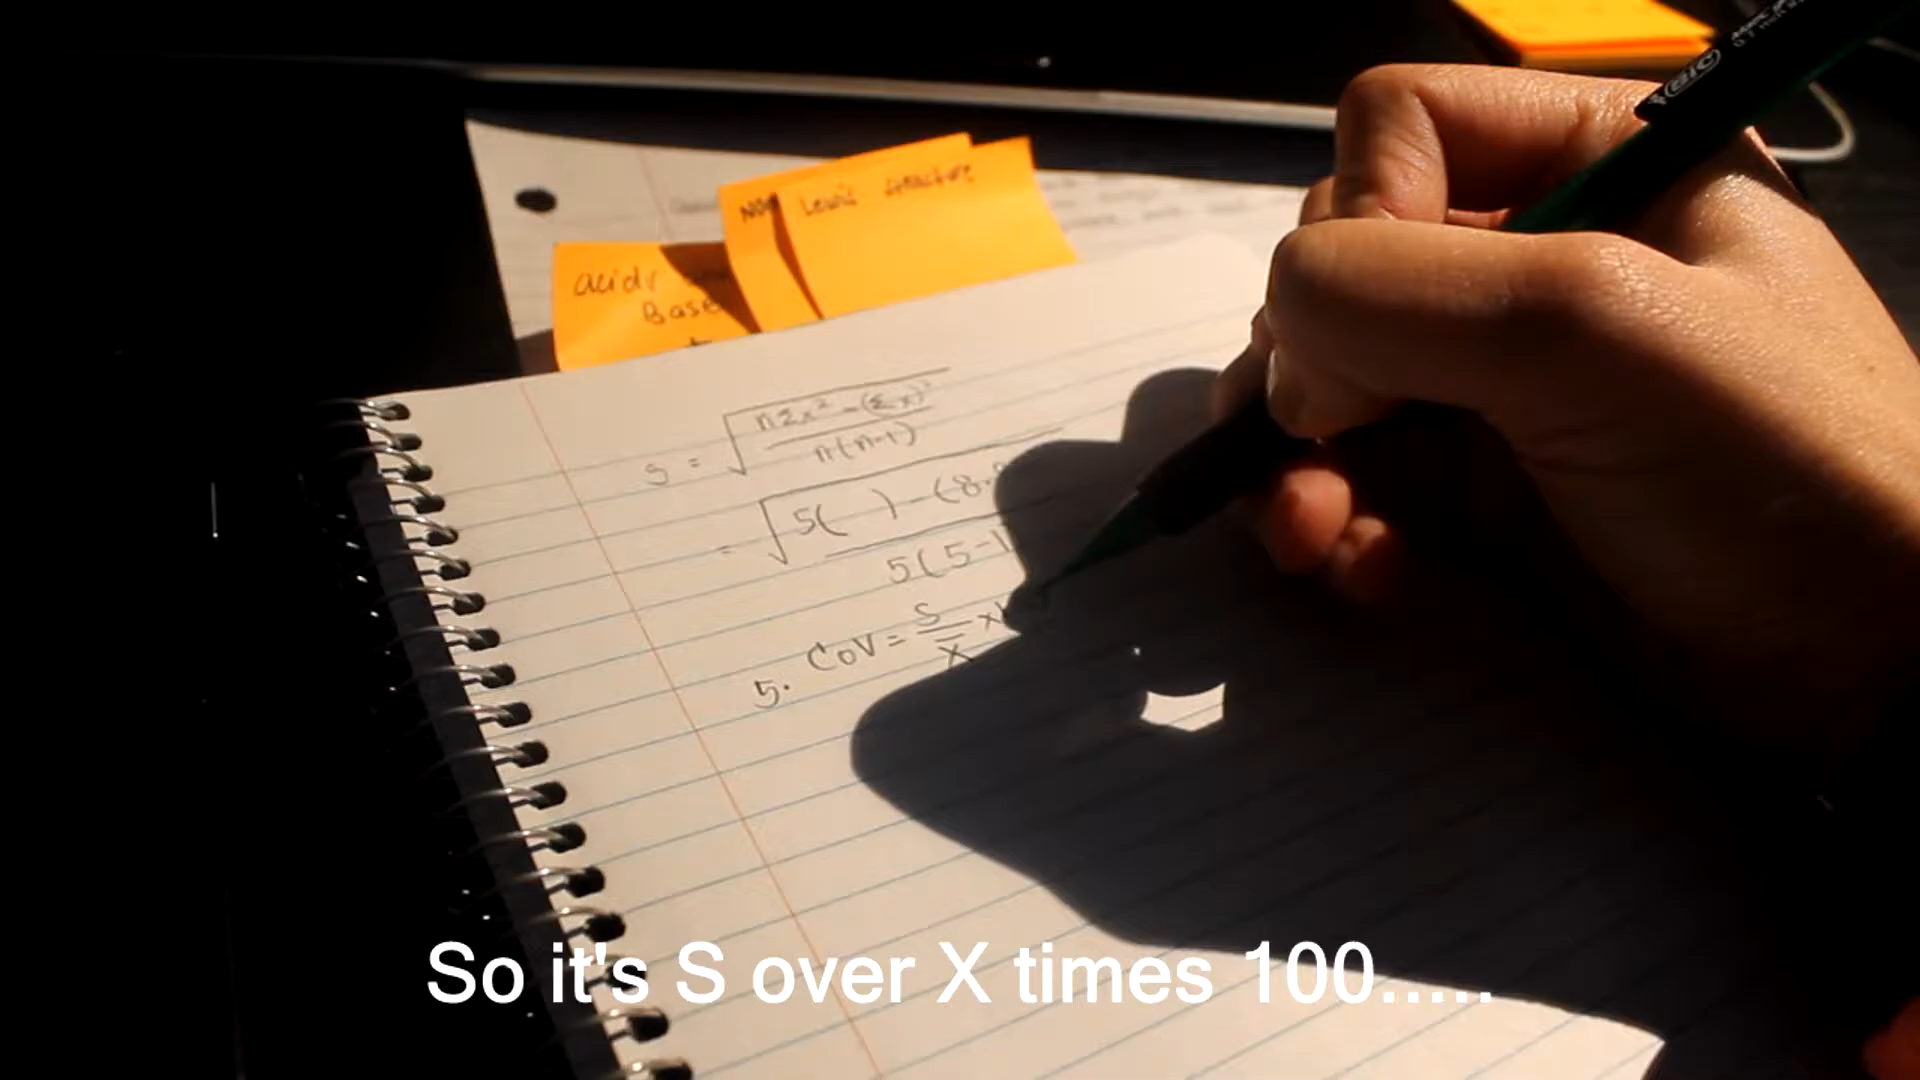 BIC
Lewis structure
acids
Base
S = √ nΣx² - (Σx)² / n(n-1)
= √ 5( ) - (8.
5(5-1
5. COV = S / x̄ x
So it's S over X times 100.....